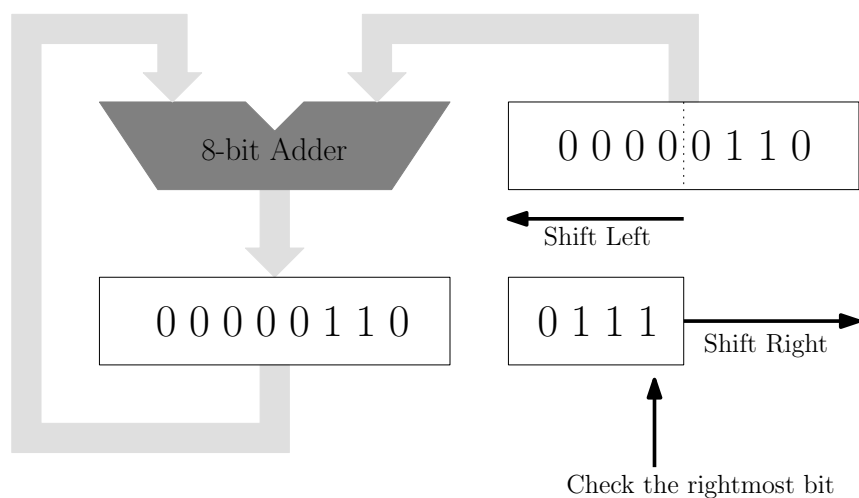 8-bit Adder
0 0 0 0 0 1 1 0
Shift Left
0 0 0 0 0 1 1 0
0 1 1 1
Shift Right
Check the rightmost bit